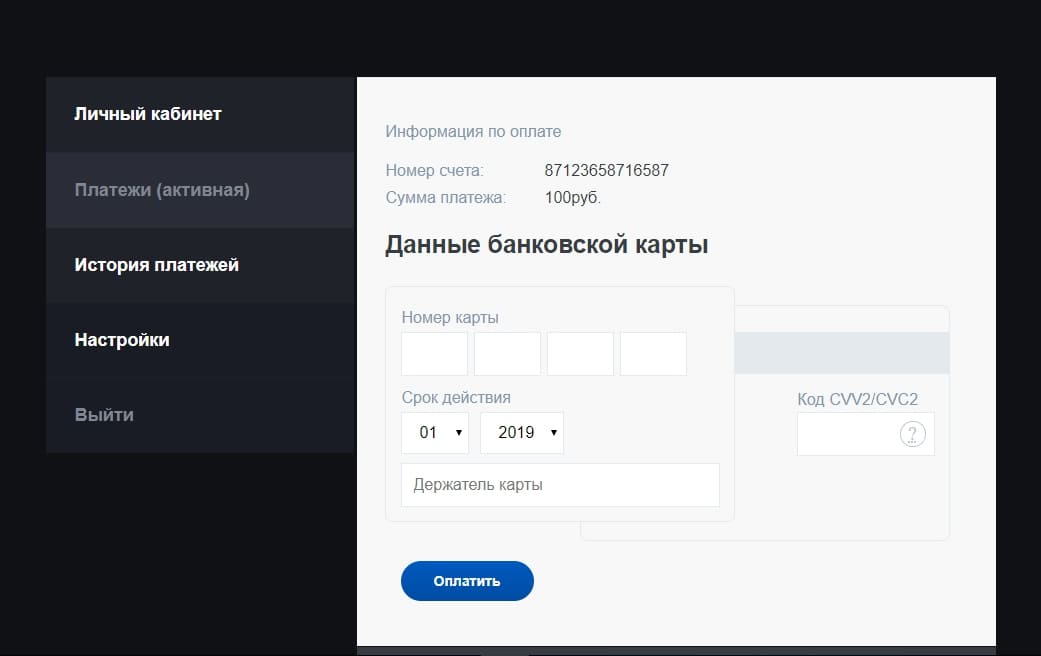 Личный кабинет
Платежи (активная)
История платежей
Настройки
Выйти
Информация по оплате
Номер счета: 87123658716587
Сумма платежа: 100руб.
Данные банковской карты
Номер карты
Срок действия
01 2019
Держатель карты
Код CVV2/CVC2
?
Оплатить